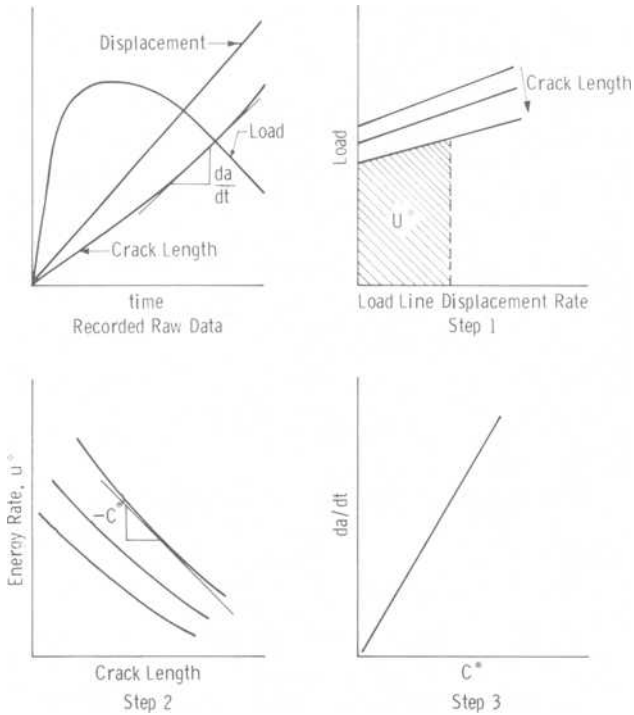 Displacement
Load
da
dt
Crack Length
time
Recorded Raw Data
Load
Crack Length
U*
Load Line Displacement Rate
Step 1
Energy Rate, u*
-C*
Crack Length
Step 2
da/dt
C*
Step 3